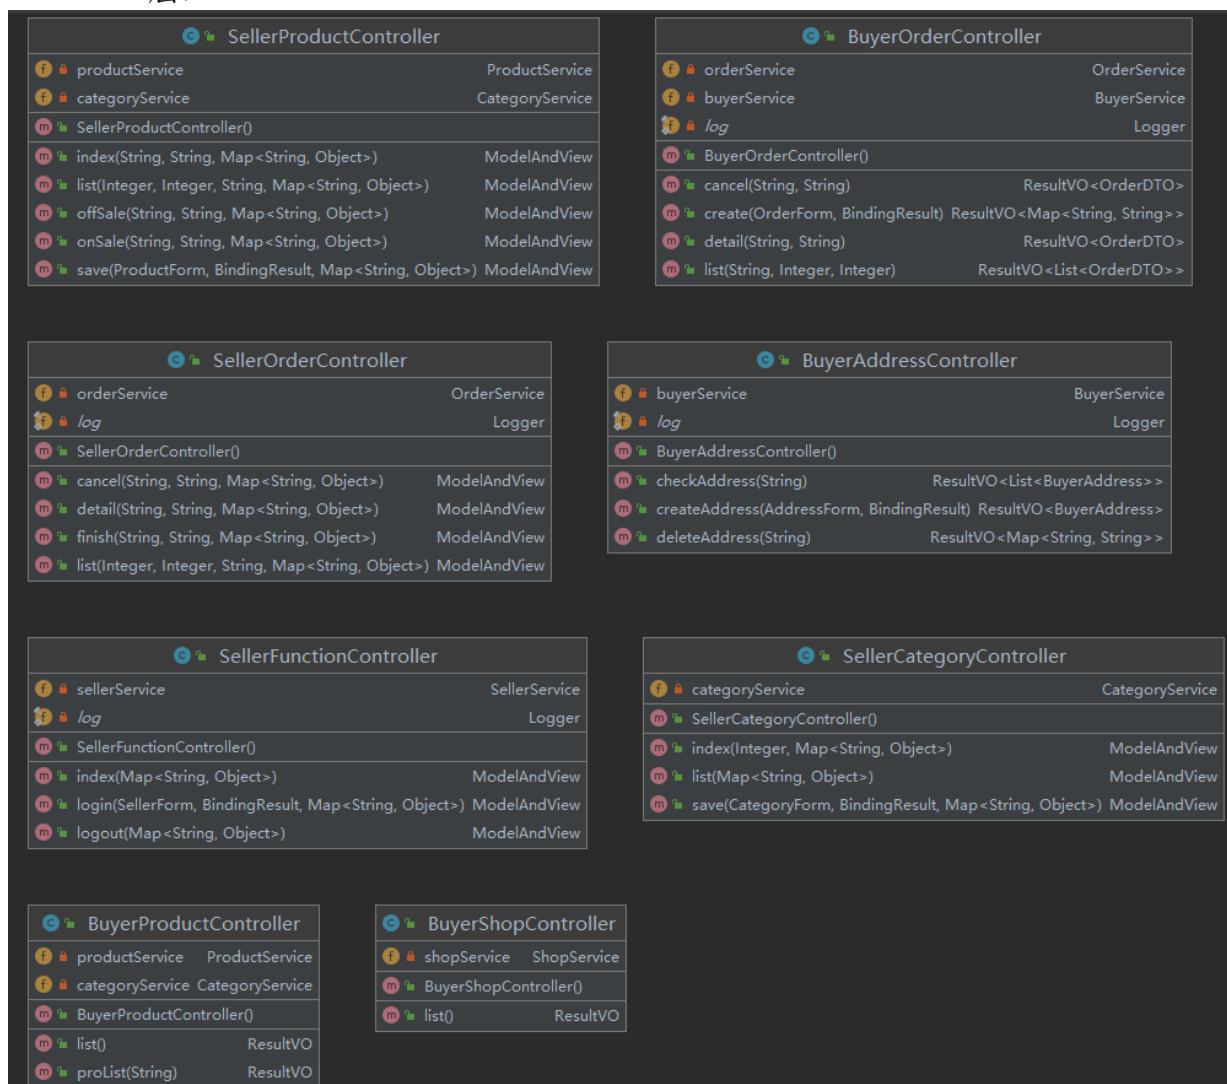 SellerProductController
productService ProductService
categoryService CategoryService
SellerProductController()
index(String, String, Map<String, Object>) ModelAndView
list(Integer, Integer, String, Map<String, Object>) ModelAndView
offSale(String, String, Map<String, Object>) ModelAndView
onSale(String, String, Map<String, Object>) ModelAndView
save(ProductForm, BindingResult, Map<String, Object>) ModelAndView
BuyerOrderController
orderService OrderService
buyerService BuyerService
log Logger
BuyerOrderController()
cancel(String, String) ResultVO<OrderDTO>
create(OrderForm, BindingResult) ResultVO<Map<String, String>>
detail(String, String) ResultVO<OrderDTO>
list(String, Integer, Integer) ResultVO<List<OrderDTO>>
SellerOrderController
orderService OrderService
log Logger
SellerOrderController()
cancel(String, String, Map<String, Object>) ModelAndView
detail(String, String, Map<String, Object>) ModelAndView
finish(String, String, Map<String, Object>) ModelAndView
list(Integer, Integer, String, Map<String, Object>) ModelAndView
BuyerAddressController
buyerService BuyerService
log Logger
BuyerAddressController()
checkAddress(String) ResultVO<List<BuyerAddress>>
createAddress(AddressForm, BindingResult) ResultVO<BuyerAddress>
deleteAddress(String) ResultVO<Map<String, String>>
SellerFunctionController
sellerService SellerService
log Logger
SellerFunctionController()
index(Map<String, Object>) ModelAndView
login(SellerForm, BindingResult, Map<String, Object>) ModelAndView
logout(Map<String, Object>) ModelAndView
SellerCategoryController
categoryService CategoryService
SellerCategoryController()
index(Integer, Map<String, Object>) ModelAndView
list(Map<String, Object>) ModelAndView
save(CategoryForm, BindingResult, Map<String, Object>) ModelAndView
BuyerProductController
productService ProductService
categoryService CategoryService
BuyerProductController()
list() ResultVO
proList(String) ResultVO
BuyerShopController
shopService ShopService
BuyerShopController()
list() ResultVO